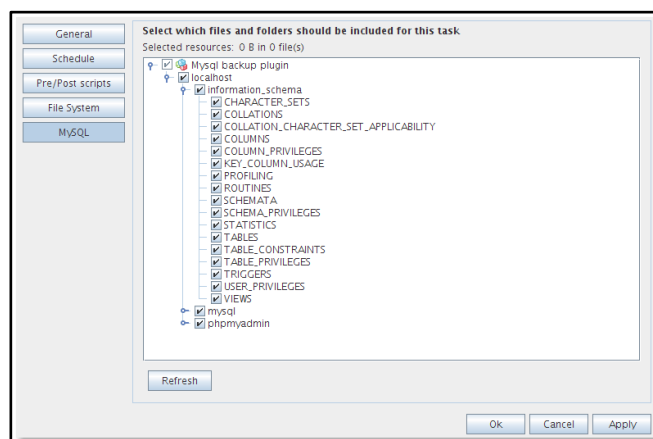 General
Schedule
Pre/Post scripts
File System
MySQL
Select which files and folders should be included for this task
Selected resources: 0 B in 0 file(s)
Mysql backup plugin
localhost
information_schema
CHARACTER_SETS
COLLATIONS
COLLATION_CHARACTER_SET_APPLICABILITY
COLUMNS
COLUMN_PRIVILEGES
KEY_COLUMN_USAGE
PROFILING
ROUTINES
SCHEMATA
SCHEMA_PRIVILEGES
STATISTICS
TABLES
TABLE_CONSTRAINTS
TABLE_PRIVILEGES
TRIGGERS
USER_PRIVILEGES
VIEWS
mysql
phpmyadmin
Refresh
Ok Cancel Apply